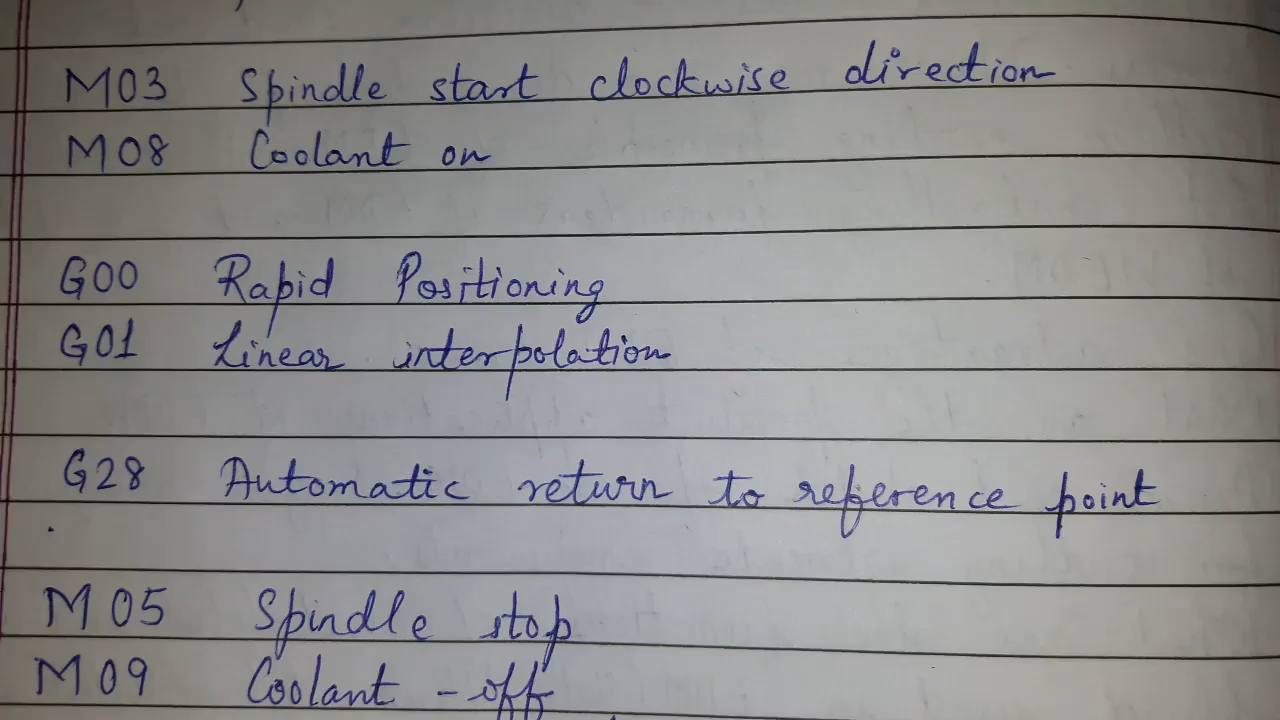 M03 Spindle start clockwise direction
M08 Coolant on
G00 Rapid Positioning
G01 Linear interpolation
G28 Automatic return to reference point
M05 Spindle stop
M09 Coolant - off